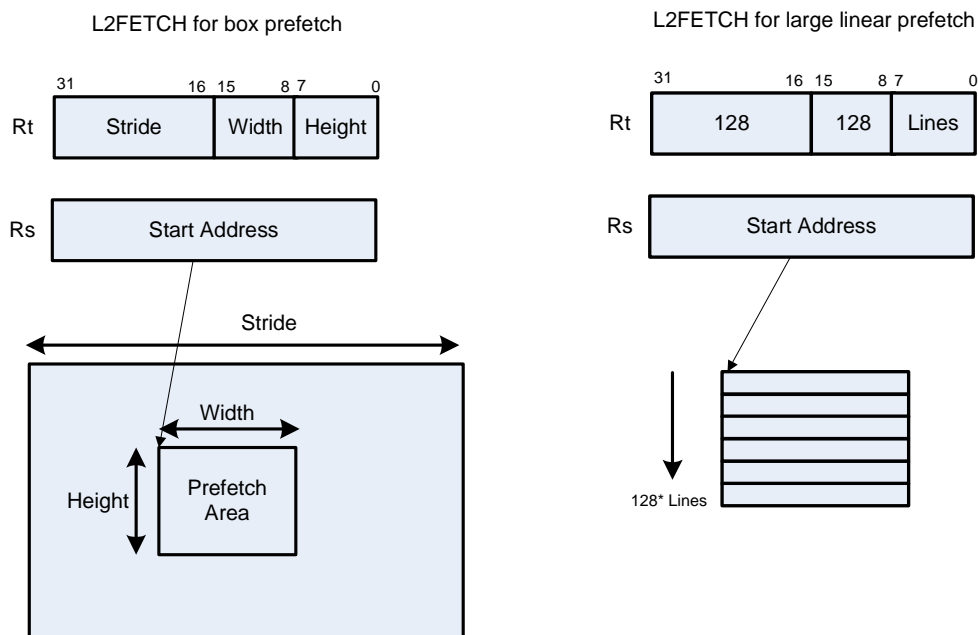 L2FETCH for box prefetch
31 16 15 8 7 0
Rt Stride Width Height
Rs Start Address
Stride
Width
Height
Prefetch
Area
L2FETCH for large linear prefetch
31 16 15 8 7 0
Rt 128 128 Lines
Rs Start Address
128* Lines